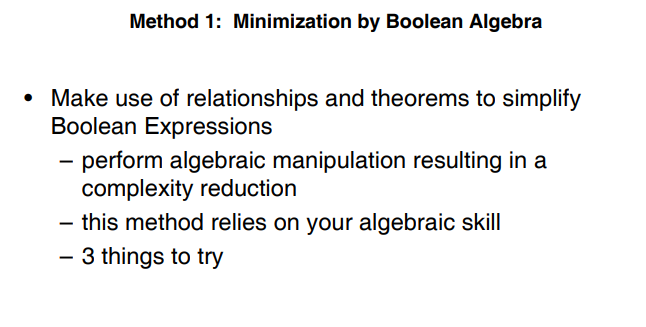 Method 1:  Minimization by Boolean Algebra
• Make use of relationships and theorems to simplify
Boolean Expressions
– perform algebraic manipulation resulting in a
complexity reduction
– this method relies on your algebraic skill
– 3 things to try